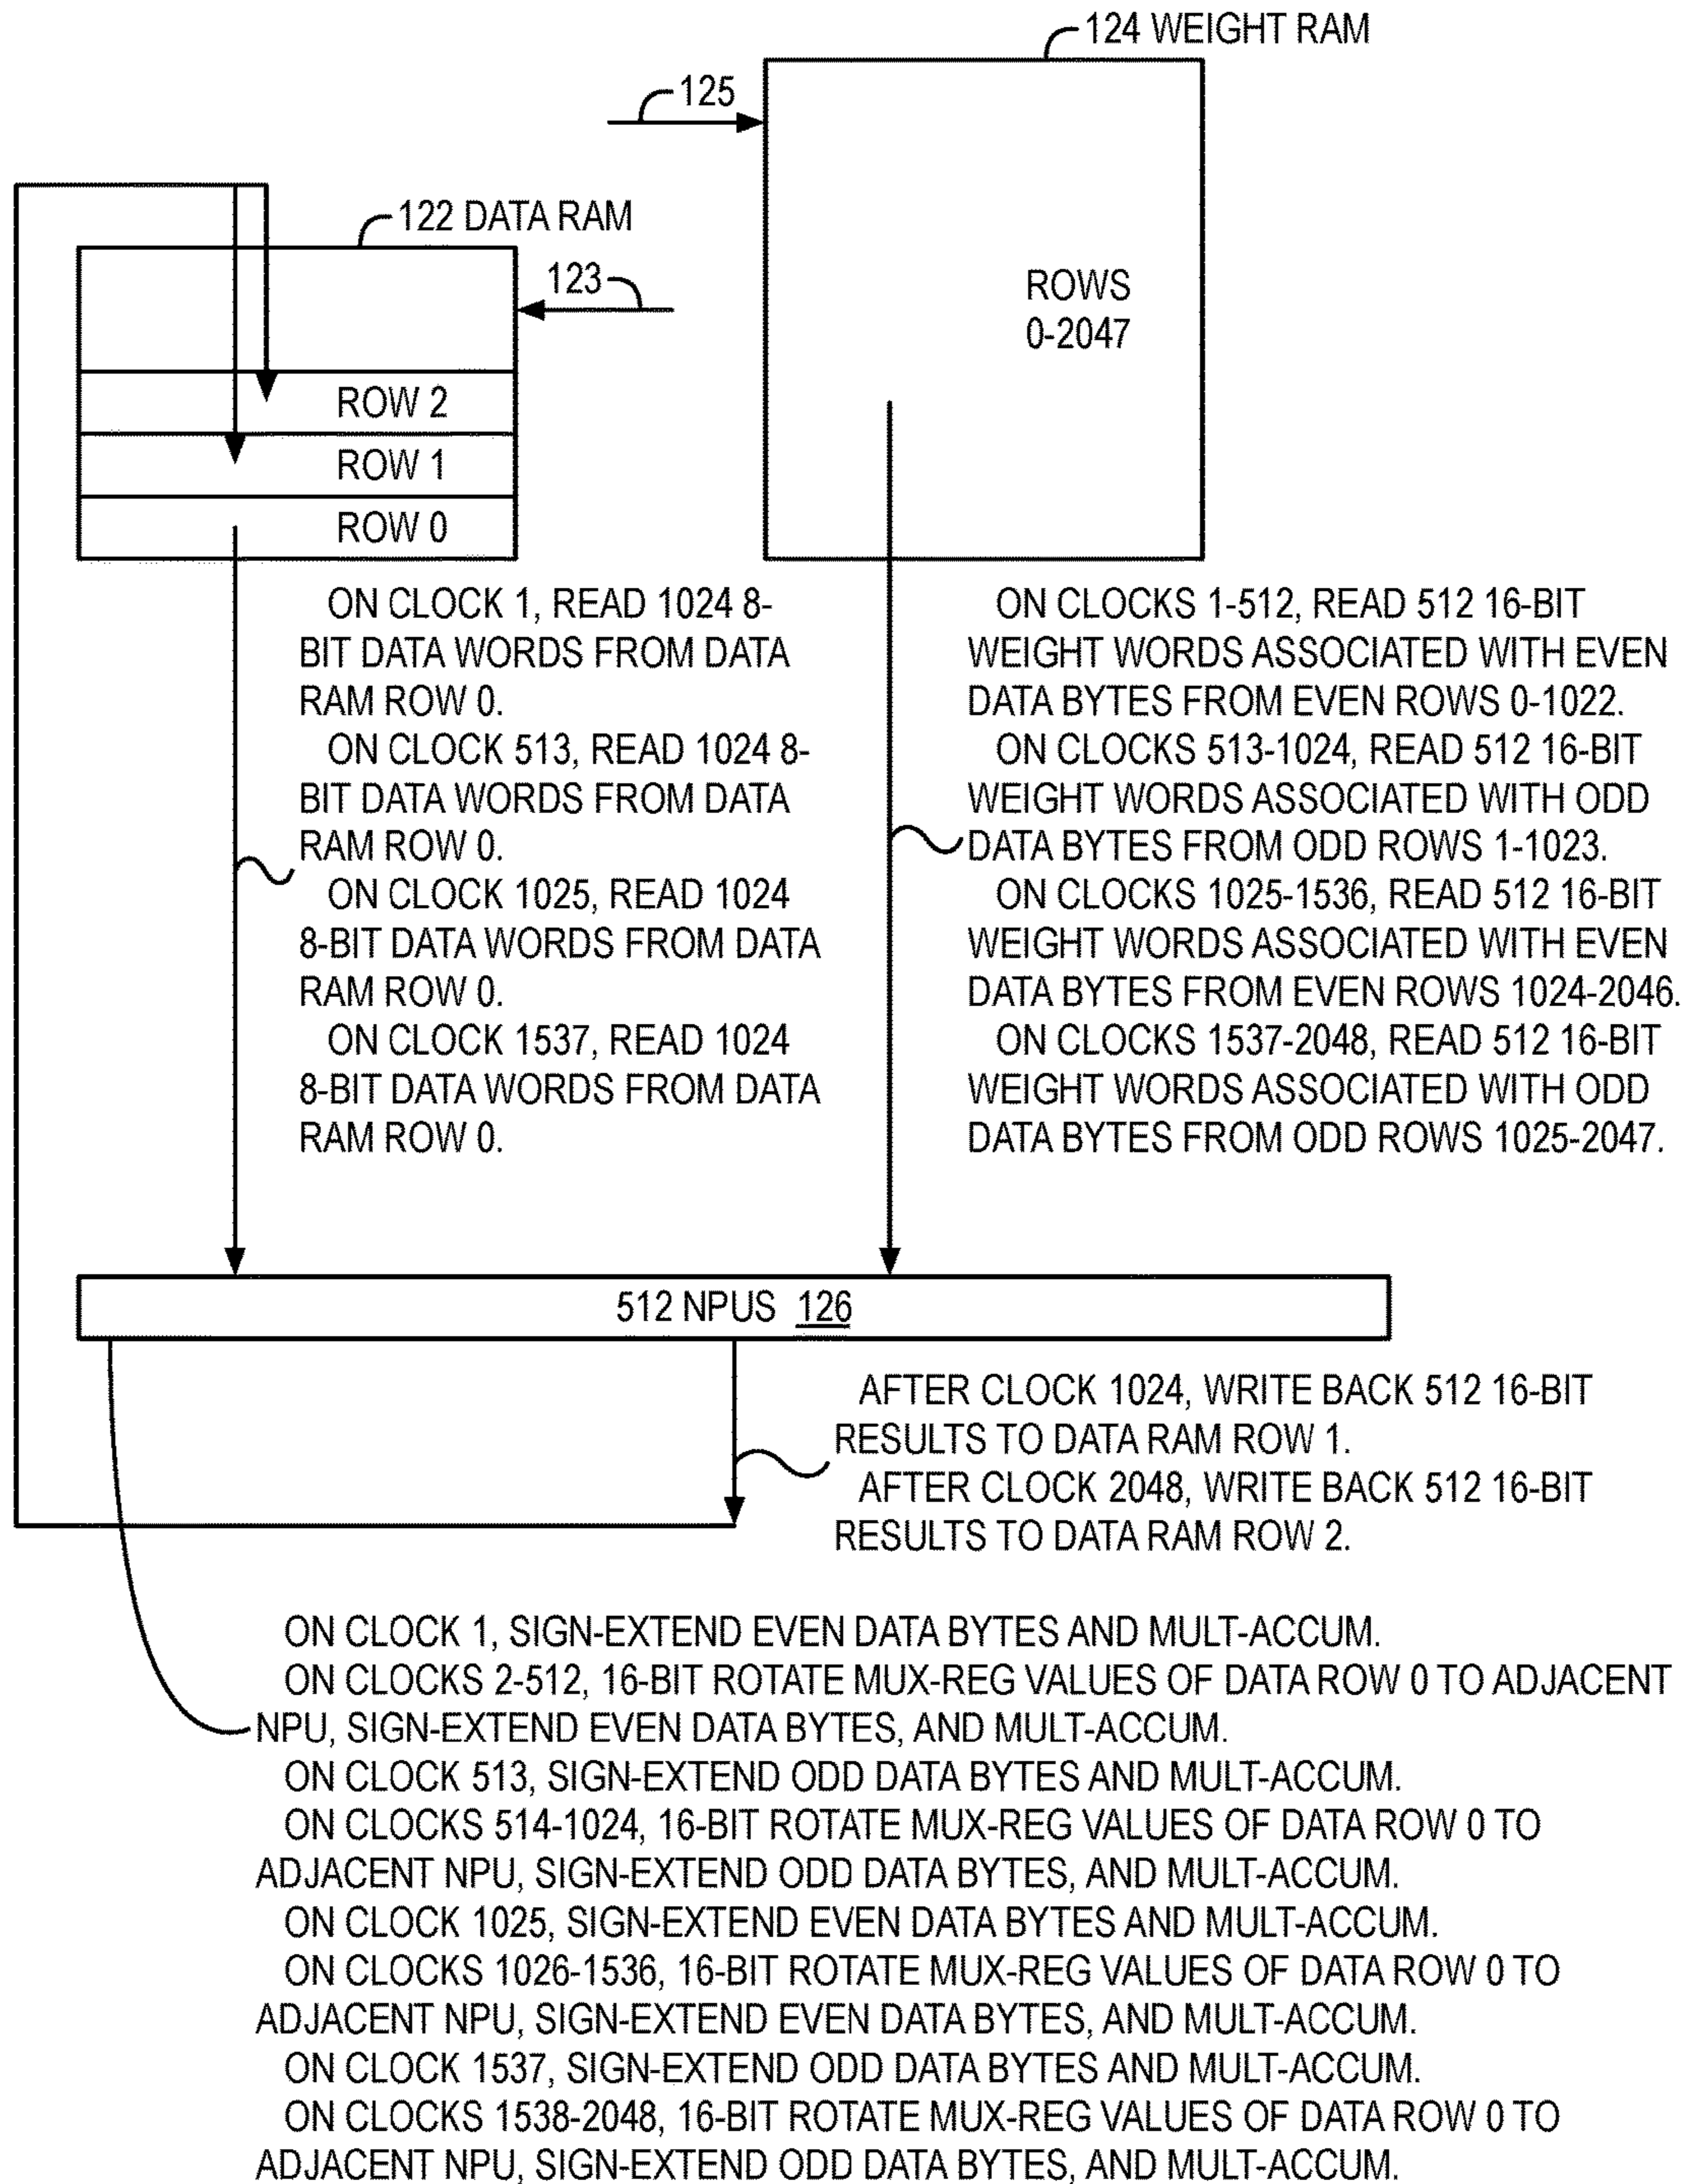 124 WEIGHT RAM
125
122 DATA RAM
123
ROWS
0-2047
ROW 2
ROW 1
ROW 0
ON CLOCK 1, READ 1024 8-
BIT DATA WORDS FROM DATA
RAM ROW 0.
ON CLOCK 513, READ 1024 8-
BIT DATA WORDS FROM DATA
RAM ROW 0.
ON CLOCK 1025, READ 1024
8-BIT DATA WORDS FROM DATA
RAM ROW 0.
ON CLOCK 1537, READ 1024
8-BIT DATA WORDS FROM DATA
RAM ROW 0.
ON CLOCKS 1-512, READ 512 16-BIT
WEIGHT WORDS ASSOCIATED WITH EVEN
DATA BYTES FROM EVEN ROWS 0-1022.
ON CLOCKS 513-1024, READ 512 16-BIT
WEIGHT WORDS ASSOCIATED WITH ODD
DATA BYTES FROM ODD ROWS 1-1023.
ON CLOCKS 1025-1536, READ 512 16-BIT
WEIGHT WORDS ASSOCIATED WITH EVEN
DATA BYTES FROM EVEN ROWS 1024-2046.
ON CLOCKS 1537-2048, READ 512 16-BIT
WEIGHT WORDS ASSOCIATED WITH ODD
DATA BYTES FROM ODD ROWS 1025-2047.
512 NPUS 126
AFTER CLOCK 1024, WRITE BACK 512 16-BIT
RESULTS TO DATA RAM ROW 1.
AFTER CLOCK 2048, WRITE BACK 512 16-BIT
RESULTS TO DATA RAM ROW 2.
ON CLOCK 1, SIGN-EXTEND EVEN DATA BYTES AND MULT-ACCUM.
ON CLOCKS 2-512, 16-BIT ROTATE MUX-REG VALUES OF DATA ROW 0 TO ADJACENT
NPU, SIGN-EXTEND EVEN DATA BYTES, AND MULT-ACCUM.
ON CLOCK 513, SIGN-EXTEND ODD DATA BYTES AND MULT-ACCUM.
ON CLOCKS 514-1024, 16-BIT ROTATE MUX-REG VALUES OF DATA ROW 0 TO
ADJACENT NPU, SIGN-EXTEND ODD DATA BYTES, AND MULT-ACCUM.
ON CLOCK 1025, SIGN-EXTEND EVEN DATA BYTES AND MULT-ACCUM.
ON CLOCKS 1026-1536, 16-BIT ROTATE MUX-REG VALUES OF DATA ROW 0 TO
ADJACENT NPU, SIGN-EXTEND EVEN DATA BYTES, AND MULT-ACCUM.
ON CLOCK 1537, SIGN-EXTEND ODD DATA BYTES AND MULT-ACCUM.
ON CLOCKS 1538-2048, 16-BIT ROTATE MUX-REG VALUES OF DATA ROW 0 TO
ADJACENT NPU, SIGN-EXTEND ODD DATA BYTES, AND MULT-ACCUM.